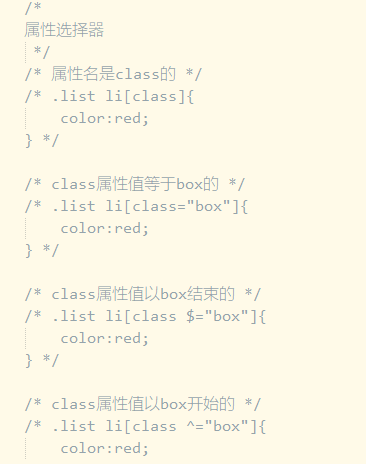 /*
属性选择器
*/
/* 属性名是class的 */
/* .list li[class]{
color:red;
} */
/* class属性值等于box的 */
/* .list li[class="box"]{
color:red;
} */
/* class属性值以box结束的 */
/* .list li[class $="box"]{
color:red;
} */
/* class属性值以box开始的 */
/* .list li[class ^="box"]{
color:red;